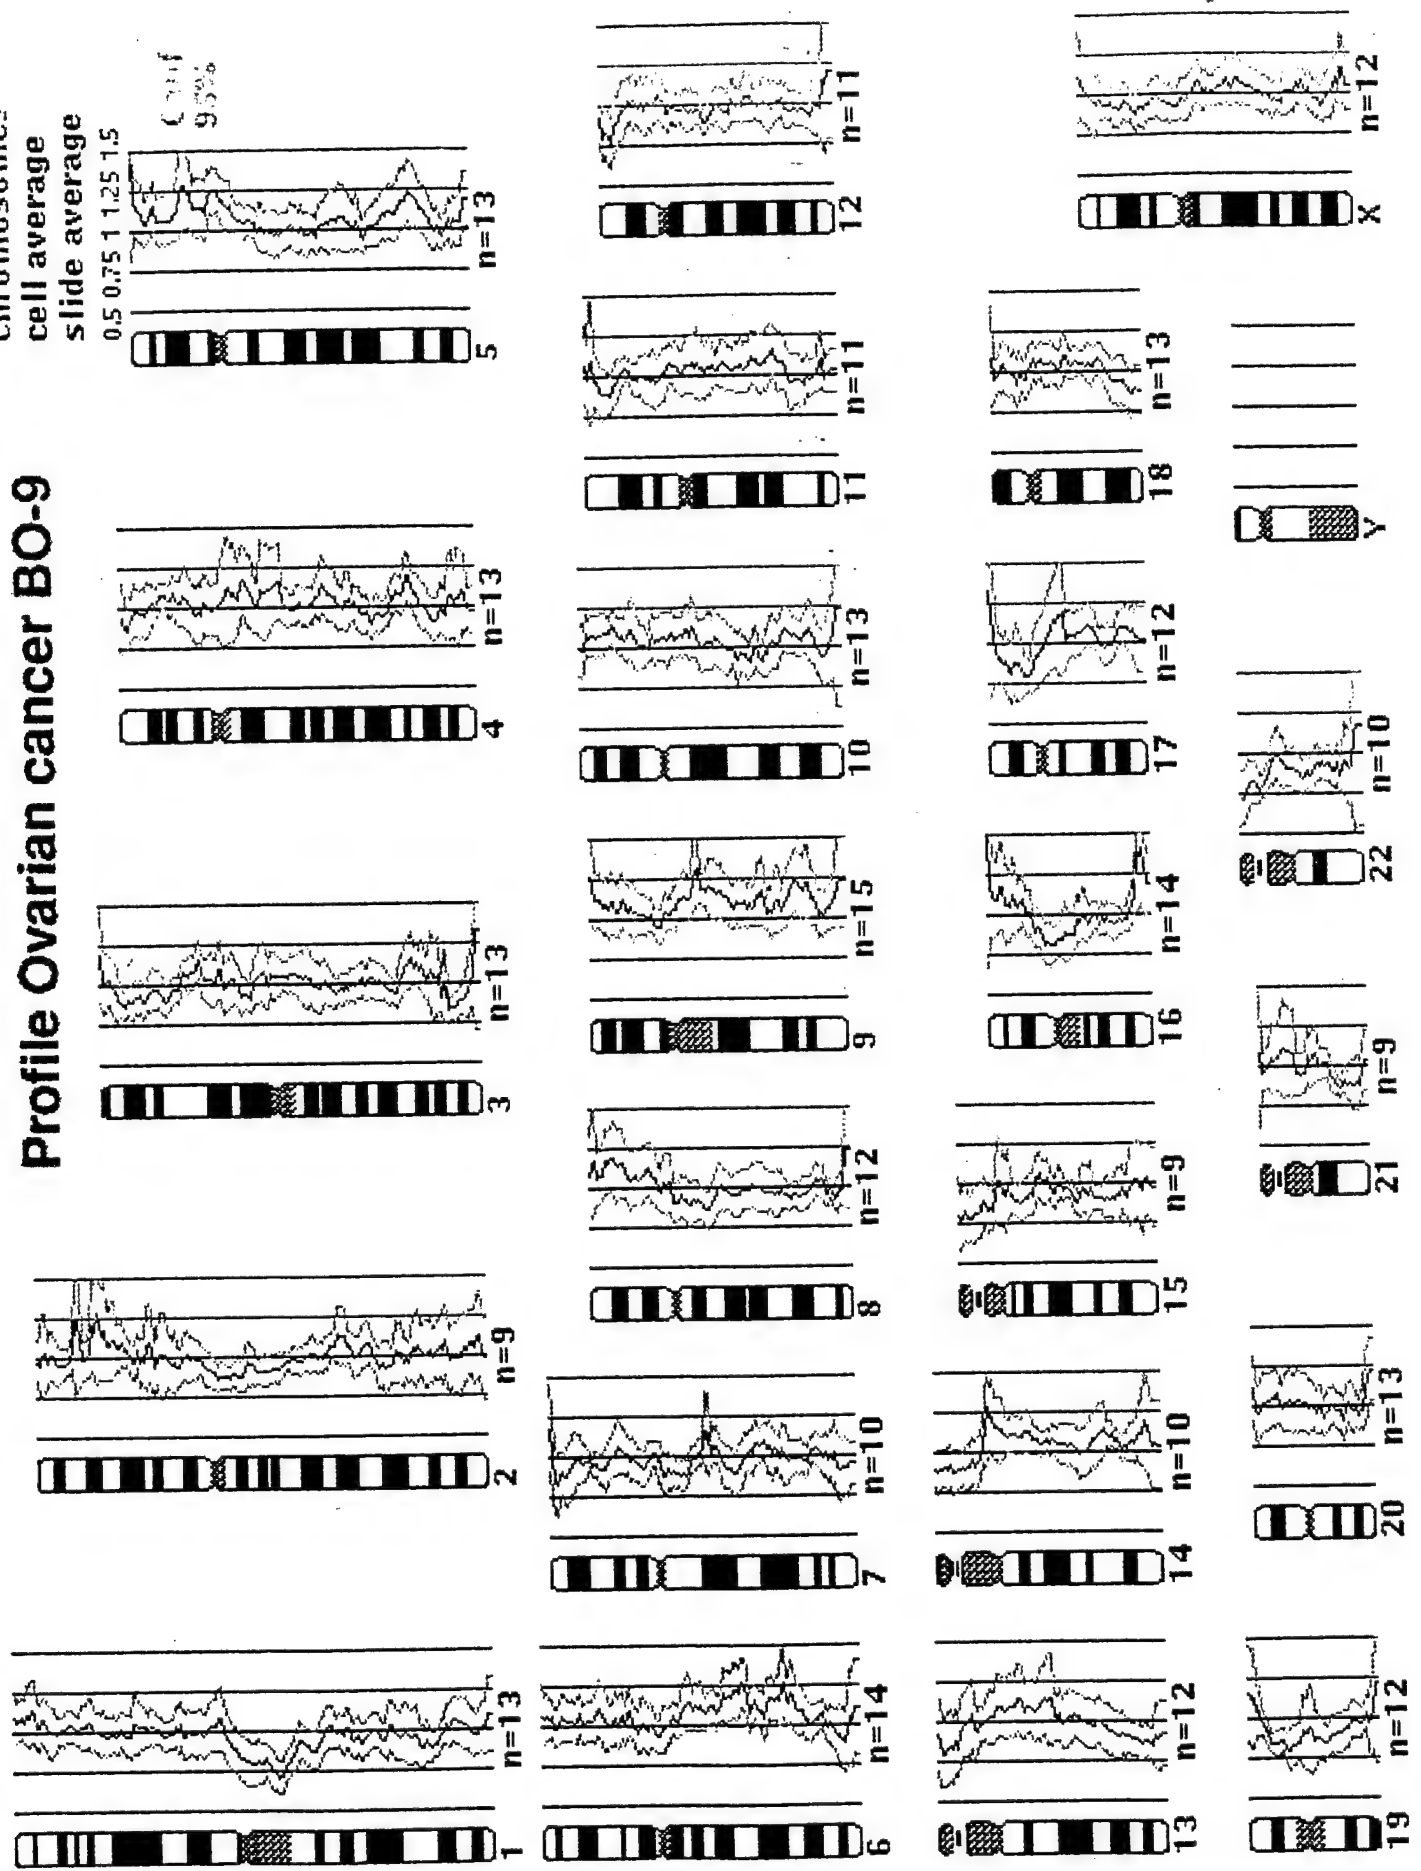 Profile Ovarian cancer BO-9
chromosomes
cell average
slide average
Conf
95%
0.5 0.75 1 1.25 1.5
1 n=13 2 n=9 3 n=13 4 n=13 5 n=13
6 n=14 7 n=10 8 n=12 9 n=15 10 n=13 11 n=11 12 n=11
13 n=12 14 n=10 15 n=9 16 n=14 17 n=12 18 n=13 X n=12
19 n=12 20 n=13 21 n=9 22 n=10 Y